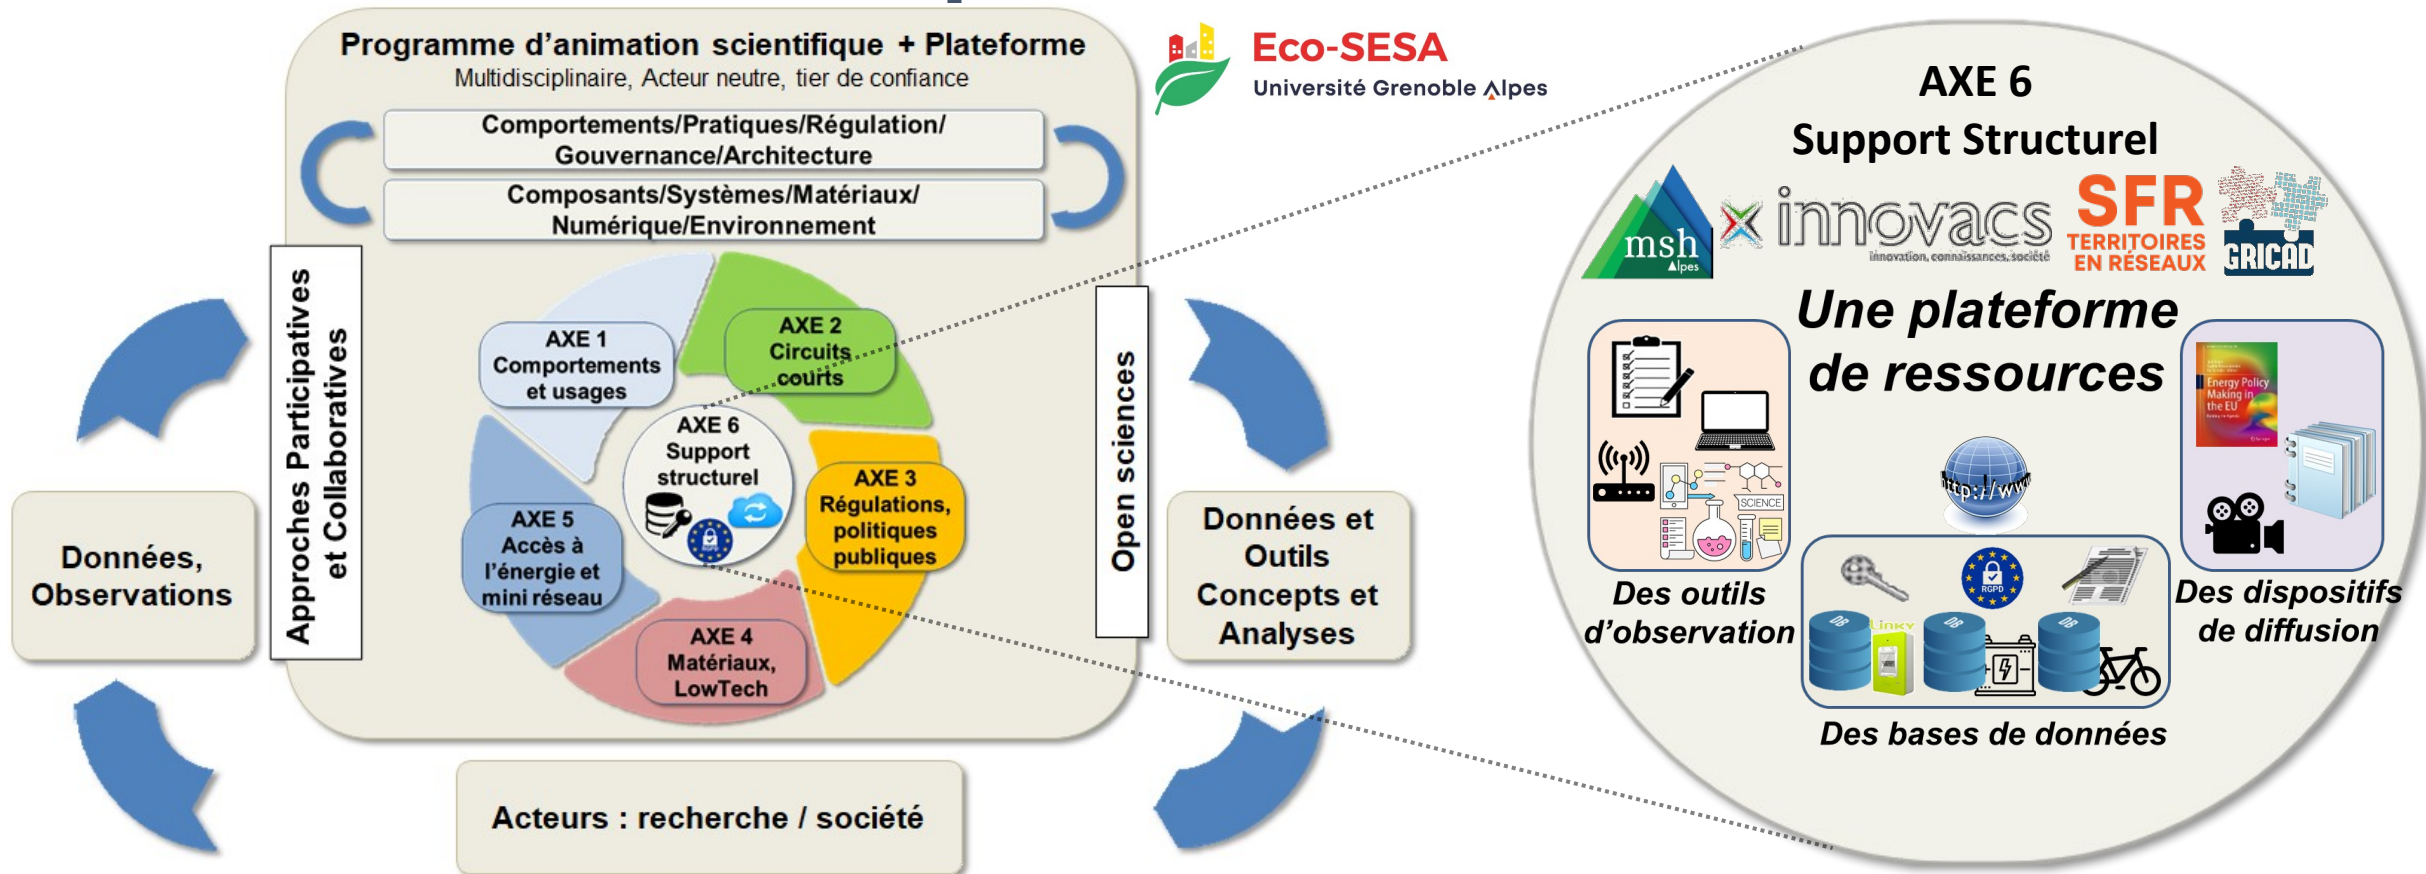 Programme d'animation scientifique + Plateforme
Multidisciplinaire, Acteur neutre, tier de confiance
Comportements/Pratiques/Régulation/
Gouvernance/Architecture
Composants/Systèmes/Matériaux/
Numérique/Environnement
Approches Participatives
et Collaboratives
AXE 1
Comportements
et usages
AXE 2
Circuits
courts
AXE 3
Régulations,
politiques
publiques
AXE 4
Matériaux,
LowTech
AXE 5
Accès à
l'énergie et
mini réseau
AXE 6
Support
structurel
RGPD
Open sciences
Données,
Observations
Données et
Outils
Concepts et
Analyses
Acteurs : recherche / société
Eco-SESA
Université Grenoble Alpes
AXE 6
Support Structurel
msh
Alpes
innovacs
innovation, connaissances, société
SFR
TERRITOIRES
EN RÉSEAUX
GRICAD
Une plateforme
de ressources
SCIENCE
Des outils
d'observation
http://www
RGPD
DB
Linky
DB
DB
Des bases de données
Energy Policy
Making in
the EU
Des dispositifs
de diffusion